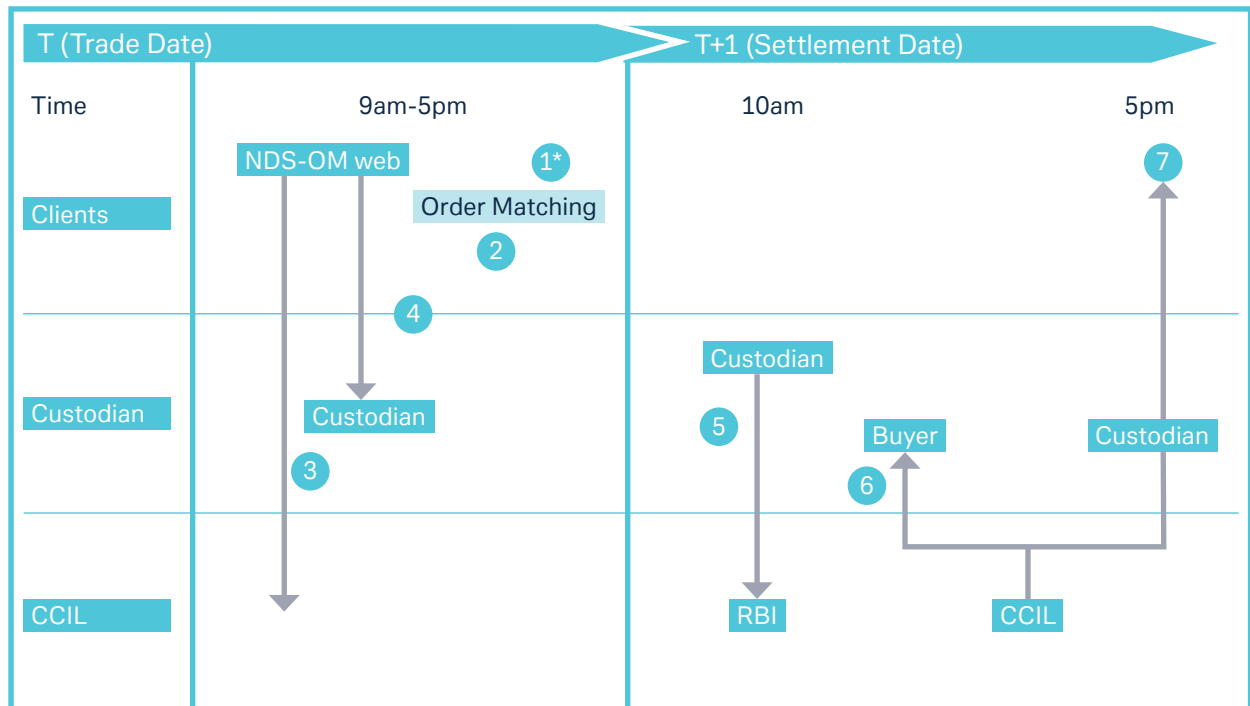 T (Trade Date)
T+1 (Settlement Date)
Time
9am-5pm
10am
5pm
NDS-OM web
1*
7
Clients
Order Matching
2
4
Custodian
Custodian
Custodian
5
Buyer
Custodian
3
6
CCIL
RBI
CCIL